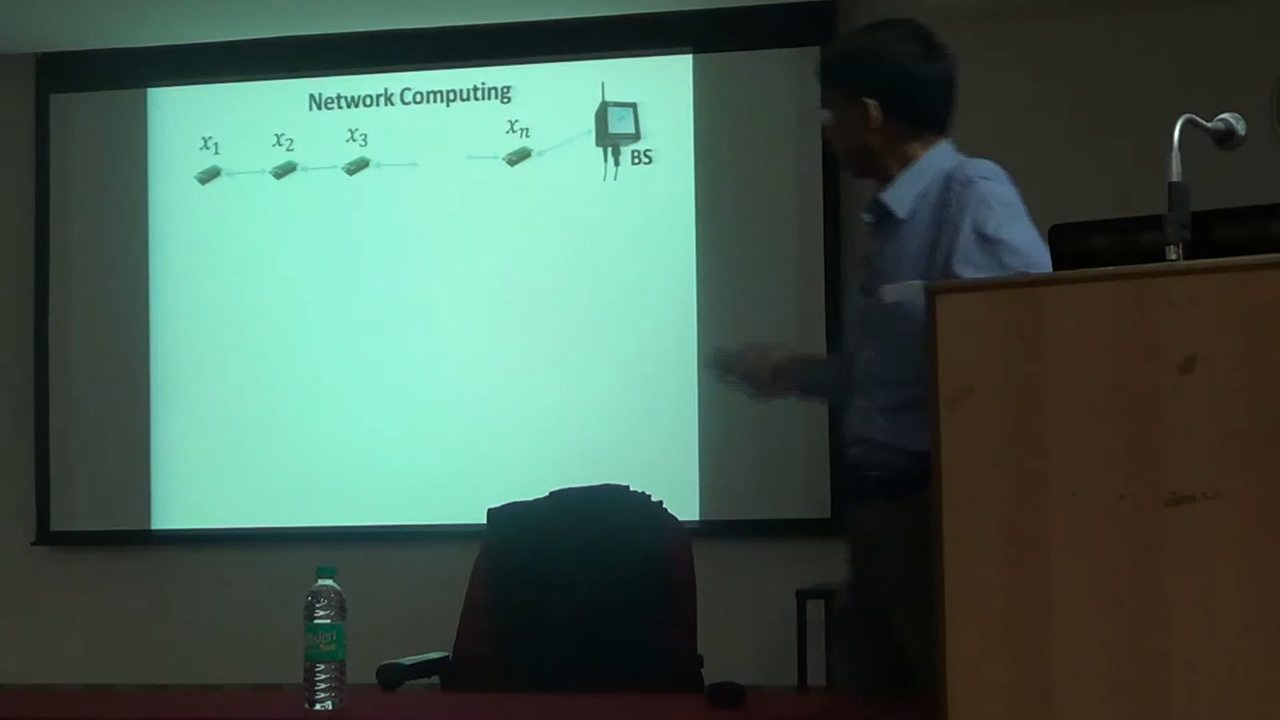 Network Computing
x₁ x₂ x₃ xₙ
BS